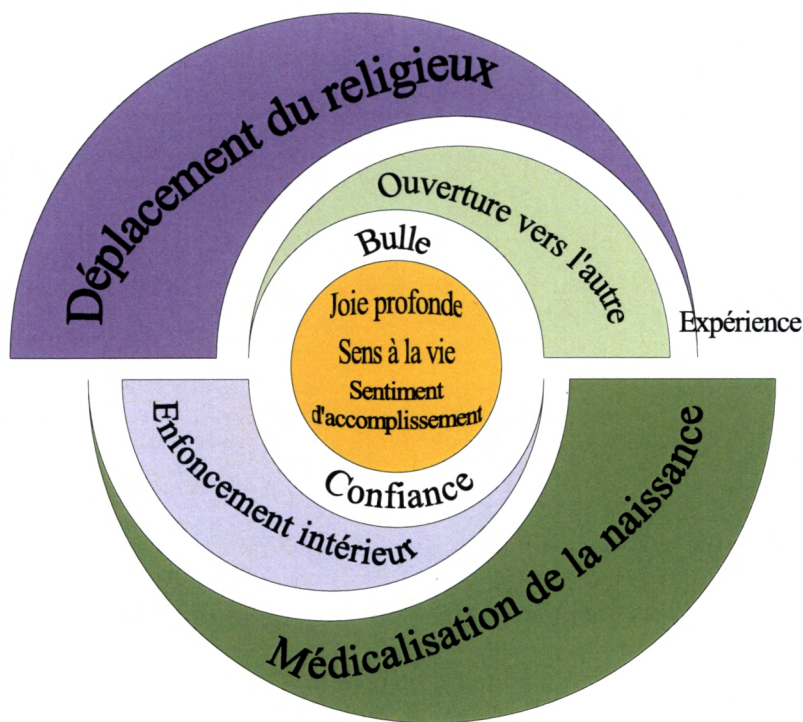 Déplacement du religieux
Ouverture vers l'autre
Bulle
Joie profonde
Expérience
Sens à la vie
Sentiment
d'accomplissement
Enfoncement intérieur
Confiance
Médicalisation de la naissance